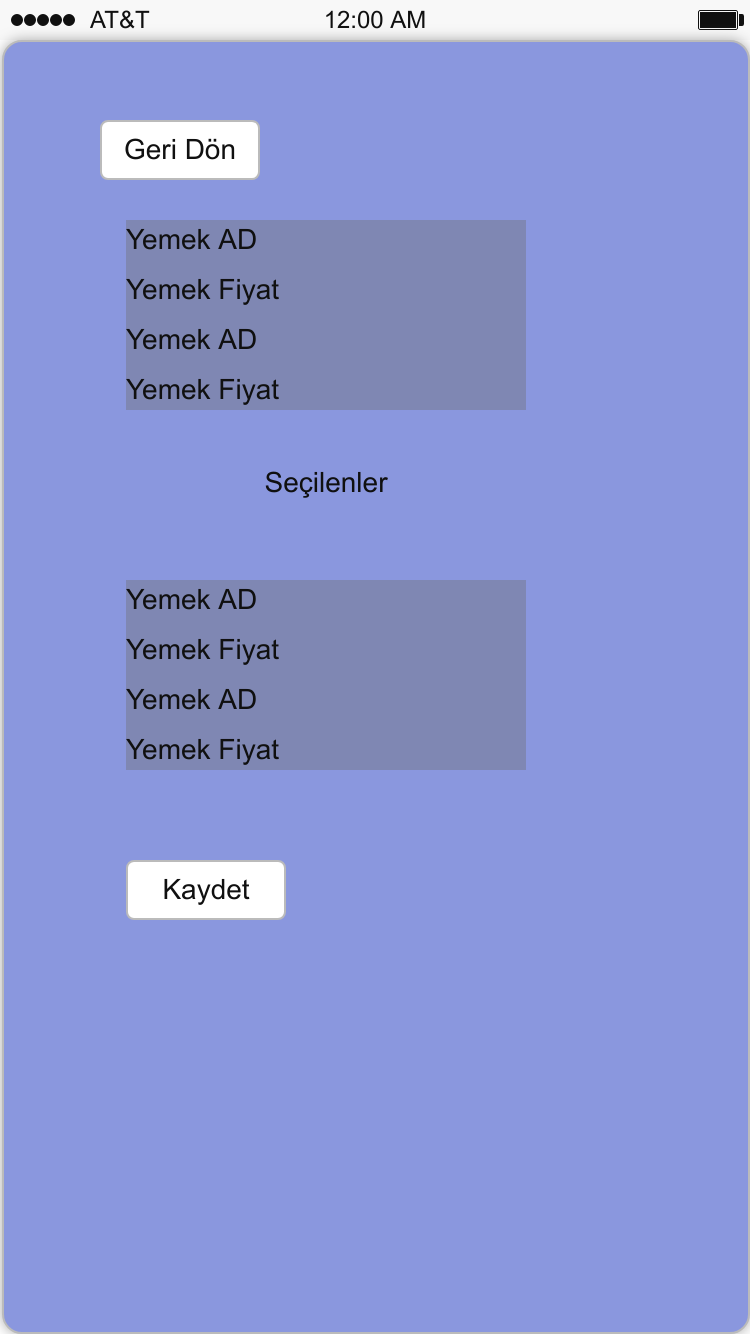 AT&T 12:00 AM
Geri Dön
Yemek AD
Yemek Fiyat
Yemek AD
Yemek Fiyat
Seçilenler
Yemek AD
Yemek Fiyat
Yemek AD
Yemek Fiyat
Kaydet